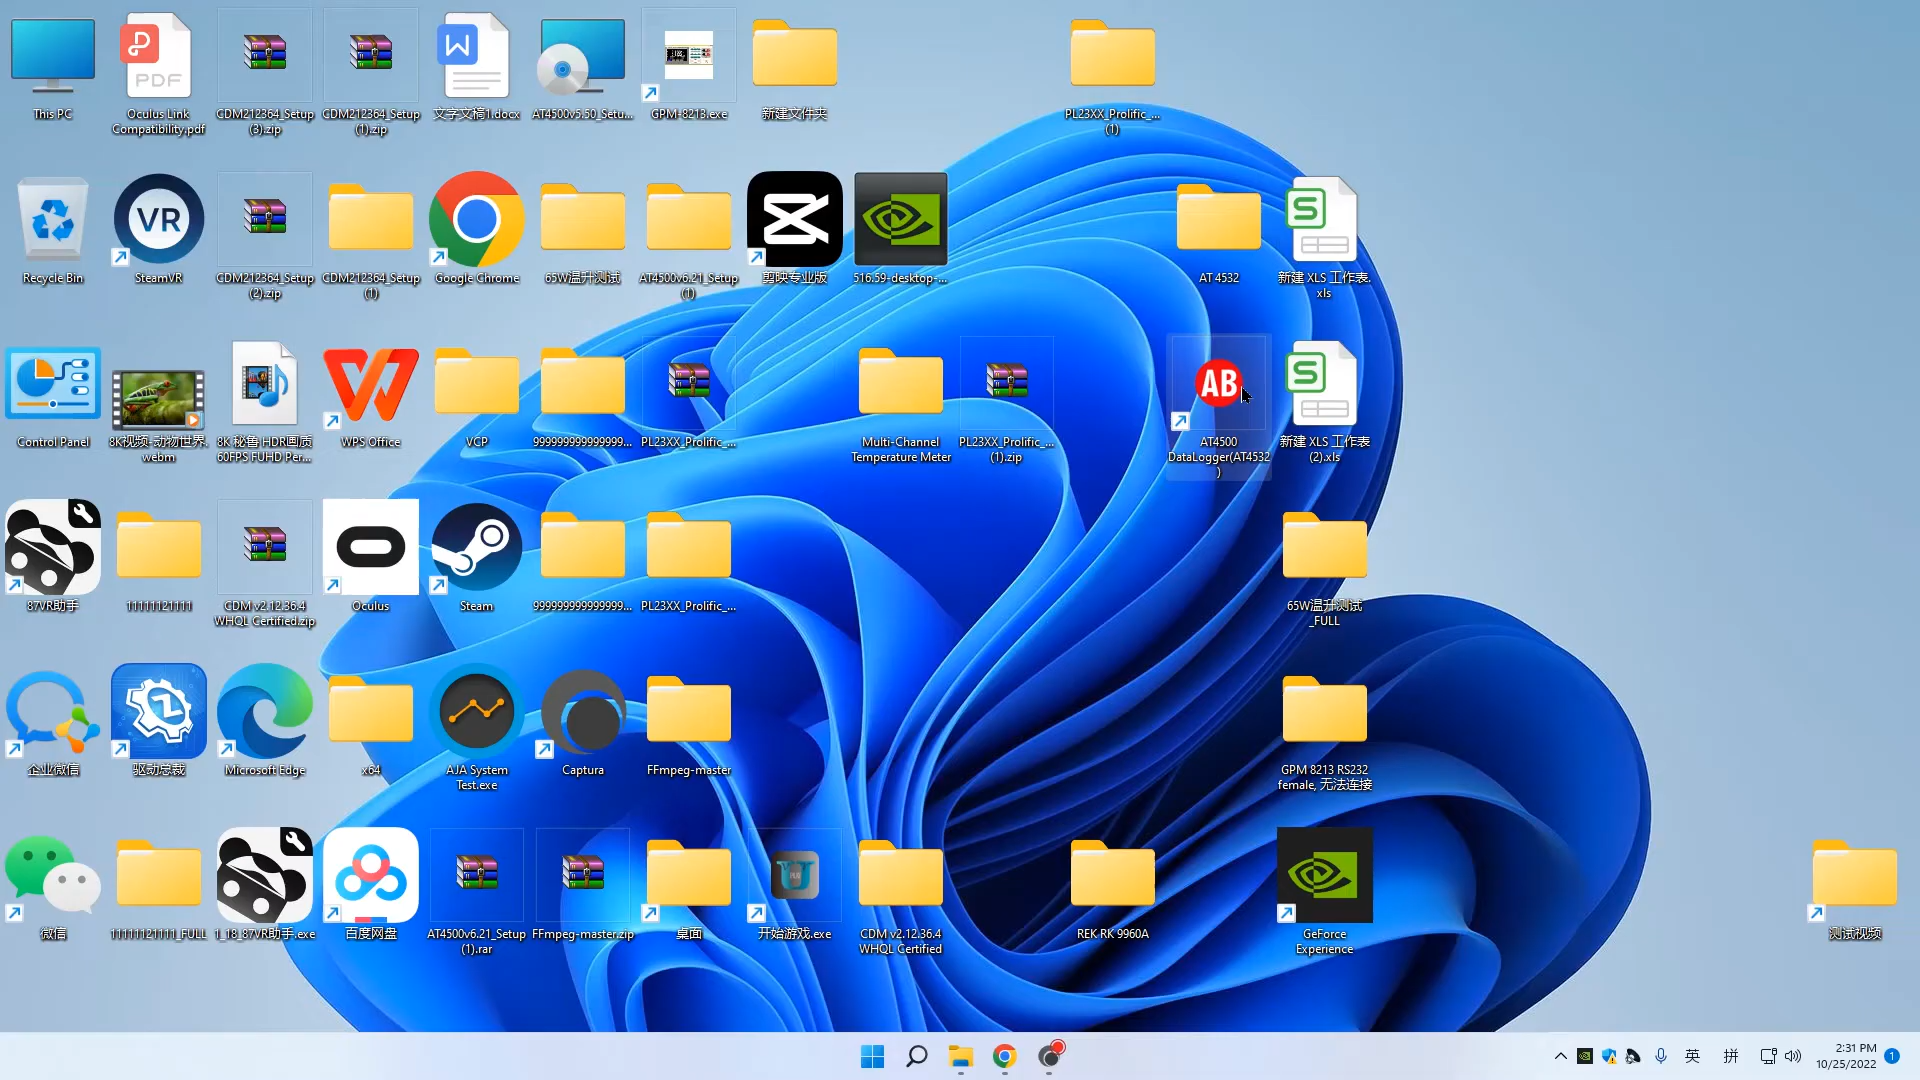 This PC
PDF
Oculus Link
Compatibility.pdf
CDM212364_Setup
(3).zip
CDM212364_Setup
(1).zip
W
文字文稿1.docx
AT4500v5.50_Setu...
GPM-8213.exe
新建文件夹
PL23XX_Prolific_...
(1)
Recycle Bin
VR
SteamVR
CDM212364_Setup
(2).zip
CDM212364_Setup
(1)
Google Chrome
65W温升测试
AT4500v6.21_Setup
(1)
剪映专业版
516.59-desktop-...
AT 4532
S
新建 XLS 工作表.
xls
Control Panel
8K视频-动物世界.
webm
8K 秘鲁 HDR画质
60FPS FUHD Per...
WPS Office
VCP
999999999999999...
PL23XX_Prolific_...
Multi-Channel
Temperature Meter
PL23XX_Prolific_...
(1).zip
AB
AT4500
DataLogger(AT4532
)
S
新建 XLS 工作表
(2).xls
87VR助手
11111121111
CDM v2.12.36.4
WHQL Certified.zip
Oculus
Steam
999999999999999...
PL23XX_Prolific_...
65W温升测试
_FULL
企业微信
驱动总裁
Microsoft Edge
x64
AJA System
Test.exe
Captura
FFmpeg-master
GPM 8213 RS232
female, 无法连接
微信
11111121111_FULL
1_18_87VR助手.exe
百度网盘
AT4500v6.21_Setup
(1).rar
FFmpeg-master.zip
桌面
开始游戏.exe
CDM v2.12.36.4
WHQL Certified
REK RK 9960A
GeForce
Experience
测试视频
英
拼
2:31 PM
10/25/2022
1